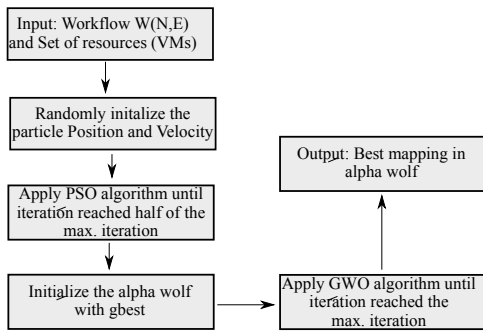 Input: Workflow W(N,E)
and Set of resources (VMs)
Randomly initalize the
particle Position and Velocity
Apply PSO algorithm until
iteration reached half of the
max. iteration
Initialize the alpha wolf
with gbest
Apply GWO algorithm until
iteration reached the
max. iteration
Output: Best mapping in
alpha wolf